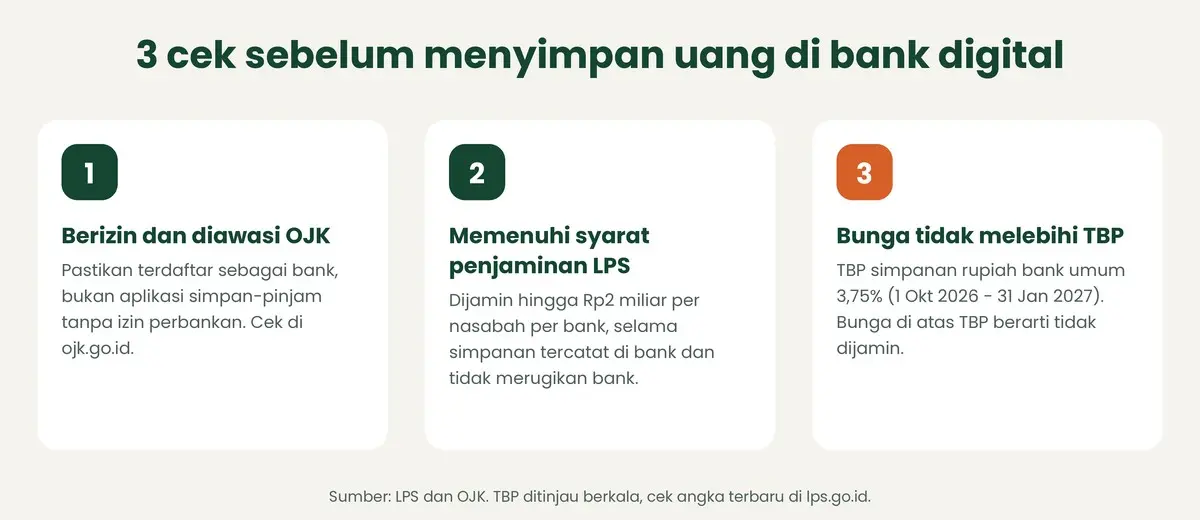 3 cek sebelum menyimpan uang di bank digital
1
Berizin dan diawasi OJK
Pastikan terdaftar sebagai bank,
bukan aplikasi simpan-pinjam
tanpa izin perbankan. Cek di
ojk.go.id.
2
Memenuhi syarat
penjaminan LPS
Dijamin hingga Rp2 miliar per
nasabah per bank, selama
simpanan tercatat di bank dan
tidak merugikan bank.
3
Bunga tidak melebihi TBP
TBP simpanan rupiah bank umum
3,75% (1 Okt 2026 - 31 Jan 2027).
Bunga di atas TBP berarti tidak
dijamin.
Sumber: LPS dan OJK. TBP ditinjau berkala, cek angka terbaru di lps.go.id.